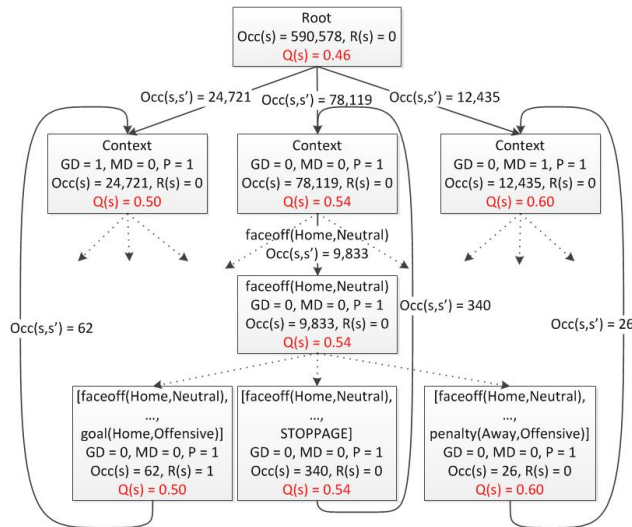 Root
Occ(s) = 590,578, R(s) = 0
Q(s) = 0.46
Occ(s,s') = 24,721
Occ(s,s') = 78,119
Occ(s,s') = 12,435
Context
GD = 1, MD = 0, P = 1
Occ(s) = 24,721, R(s) = 0
Q(s) = 0.50
Context
GD = 0, MD = 0, P = 1
Occ(s) = 78,119, R(s) = 0
Q(s) = 0.54
Context
GD = 0, MD = 1, P = 1
Occ(s) = 12,435, R(s) = 0
Q(s) = 0.60
faceoff(Home,Neutral)
Occ(s,s') = 9,833
faceoff(Home,Neutral)
GD = 0, MD = 0, P = 1
Occ(s) = 9,833, R(s) = 0
Q(s) = 0.54
Occ(s,s') = 62
Occ(s,s') = 340
Occ(s,s') = 26
[faceoff(Home,Neutral),
...,
goal(Home,Offensive)]
GD = 0, MD = 0, P = 1
Occ(s) = 62, R(s) = 1
Q(s) = 0.50
[faceoff(Home,Neutral),
...,
STOPPAGE]
GD = 0, MD = 0, P = 1
Occ(s) = 340, R(s) = 0
Q(s) = 0.54
[faceoff(Home,Neutral),
...,
penalty(Away,Offensive)]
GD = 0, MD = 0, P = 1
Occ(s) = 26, R(s) = 0
Q(s) = 0.60